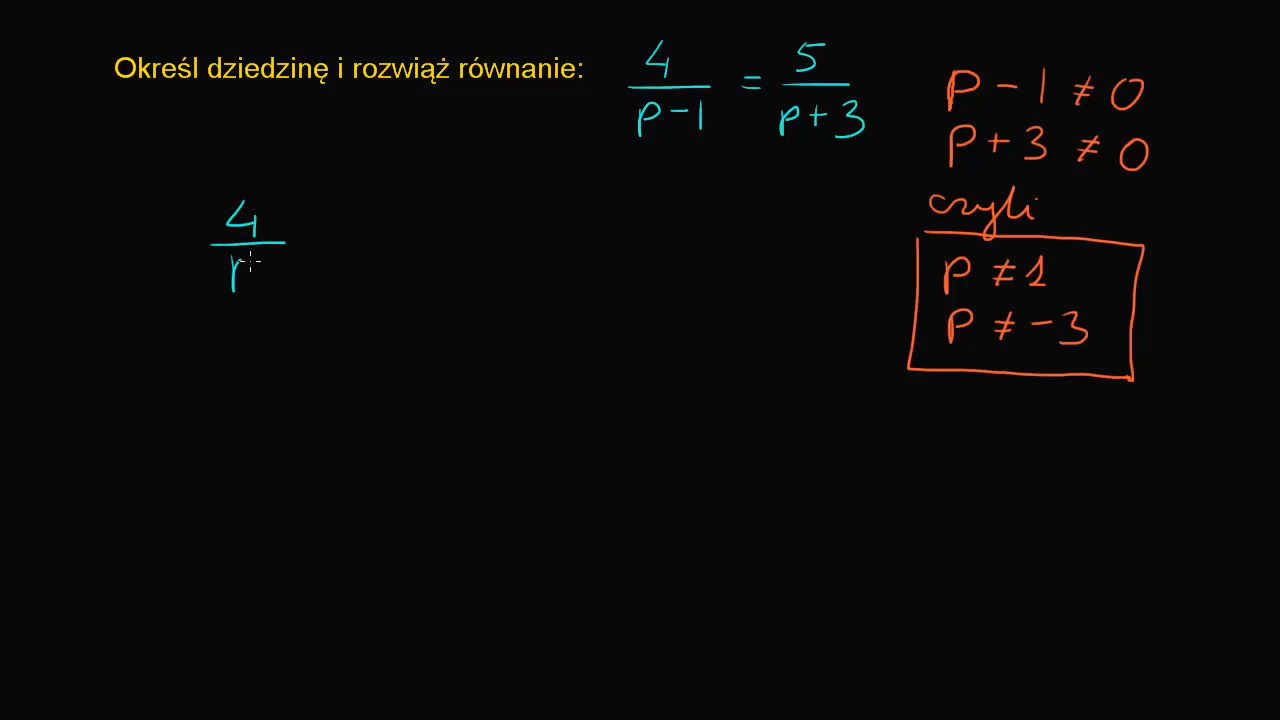 Określ dziedzinę i rozwiąż równanie: 4/(p-1) = 5/(p+3)
p - 1 ≠ 0
p + 3 ≠ 0
czyli
p ≠ 1
p ≠ -3
4/p